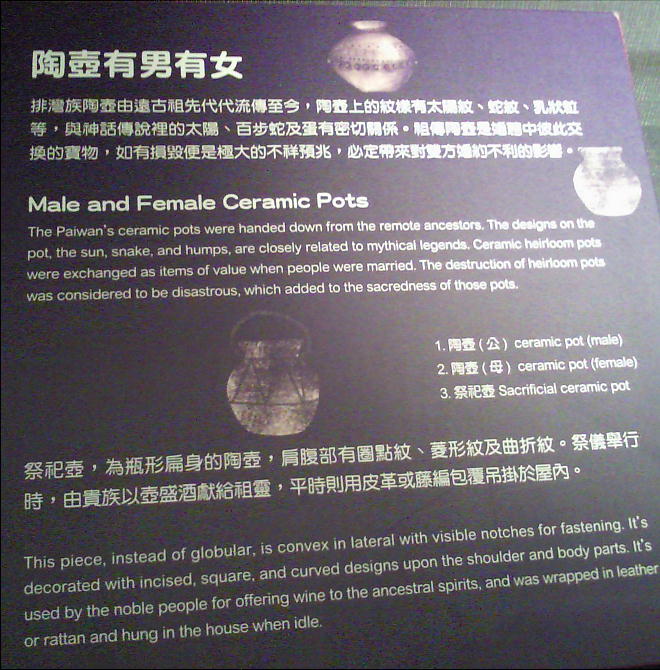 陶壺有男有女
排灣族陶壺由遠古祖先代代流傳至今，陶壺上的紋樣有太陽紋、蛇紋、乳狀紋
等，與神話傳說裡的太陽、百步蛇及蛋有密切關係。祖傳陶壺是婚聘中彼此交
換的寶物，如有損毀便是極大的不祥預兆，必定帶來對雙方婚約不利的影響。
Male and Female Ceramic Pots
The Paiwan's ceramic pots were handed down from the remote ancestors. The designs on the
pot, the sun, snake, and humps, are closely related to mythical legends. Ceramic heirloom pots
were exchanged as items of value when people were married. The destruction of heirloom pots
was considered to be disastrous, which added to the sacredness of those pots.
1. 陶壺 ( 公 ) ceramic pot (male)
2. 陶壺 ( 母 ) ceramic pot (female)
3. 祭祀壺 Sacrificial ceramic pot
祭祀壺，為瓶形扁身的陶壺，肩腹部有圈點紋、菱形紋及曲折紋。祭儀舉行
時，由貴族以壺盛酒獻給祖靈，平時則用皮革或藤編包覆吊掛於屋內。
This piece, instead of globular, is convex in lateral with visible notches for fastening. It's
decorated with incised, square, and curved designs upon the shoulder and body parts. It's
used by the noble people for offering wine to the ancestral spirits, and was wrapped in leather
or rattan and hung in the house when idle.